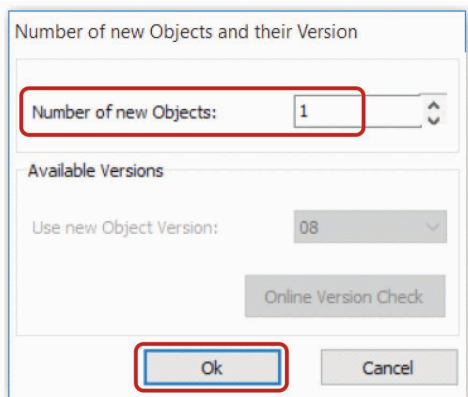 Number of new Objects and their Version
Number of new Objects: 1
Available Versions
Use new Object Version: 08
Online Version Check
Ok Cancel